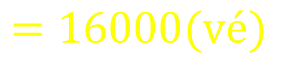 = 16000(vé)